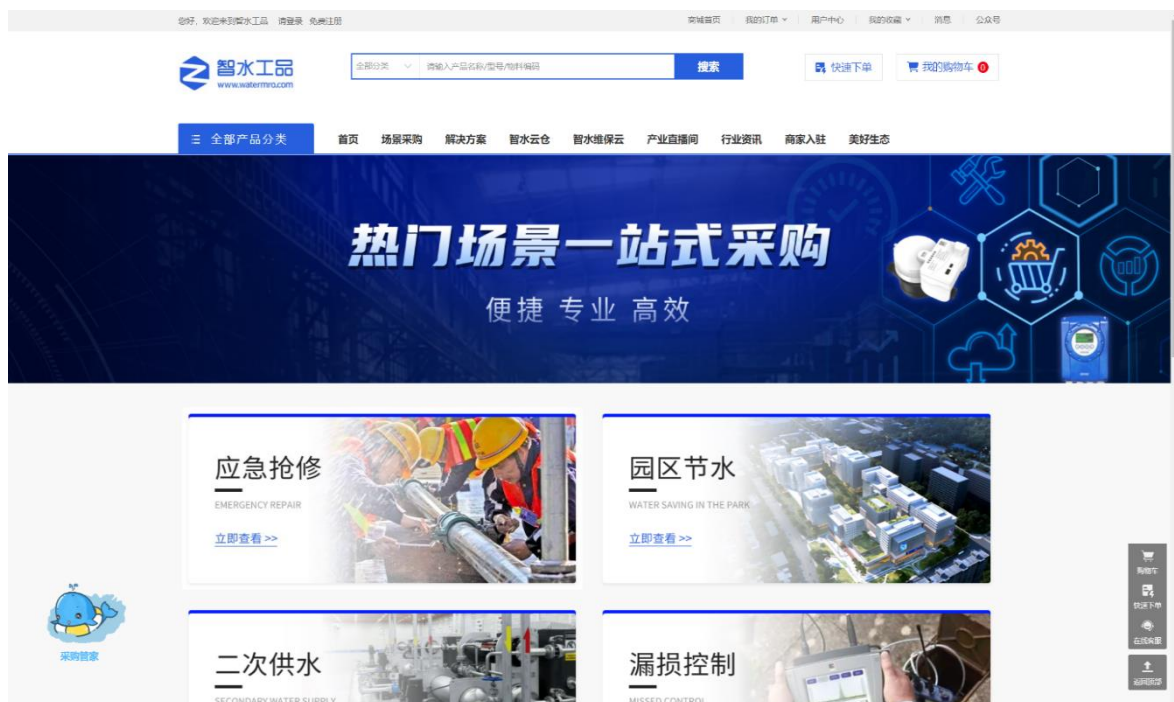 您好，欢迎来到智水工品 请登录 免费注册
商城首页 我的订单 用户中心 我的收藏 消息 公众号
智水工品
www.watermro.com
全部分类 请输入产品名称/型号/物料编码 搜索
快速下单 我的购物车 0
全部产品分类 首页 场景采购 解决方案 智水云仓 智水维保云 产业直播间 行业资讯 商家入驻 美好生态
热门场景一站式采购
便捷 专业 高效
应急抢修
EMERGENCY REPAIR
立即查看 >>
园区节水
WATER SAVING IN THE PARK
立即查看 >>
二次供水
SECONDARY WATER SUPPLY
漏损控制
MISSED CONTROL
采购管家
购物车
快速下单
在线客服
返回顶部